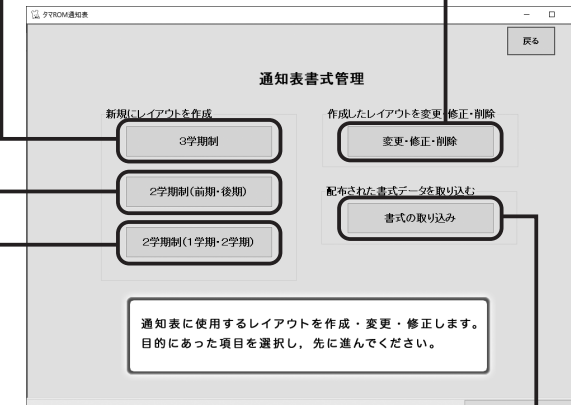 タマROM通知表
戻る
通知表書式管理
新規にレイアウトを作成
3学期制
2学期制(前期・後期)
2学期制(1学期・2学期)
作成したレイアウトを変更・修正・削除
変更・修正・削除
配布された書式データを取り込む
書式の取り込み
通知表に使用するレイアウトを作成・変更・修正します。
目的にあった項目を選択し，先に進んでください。